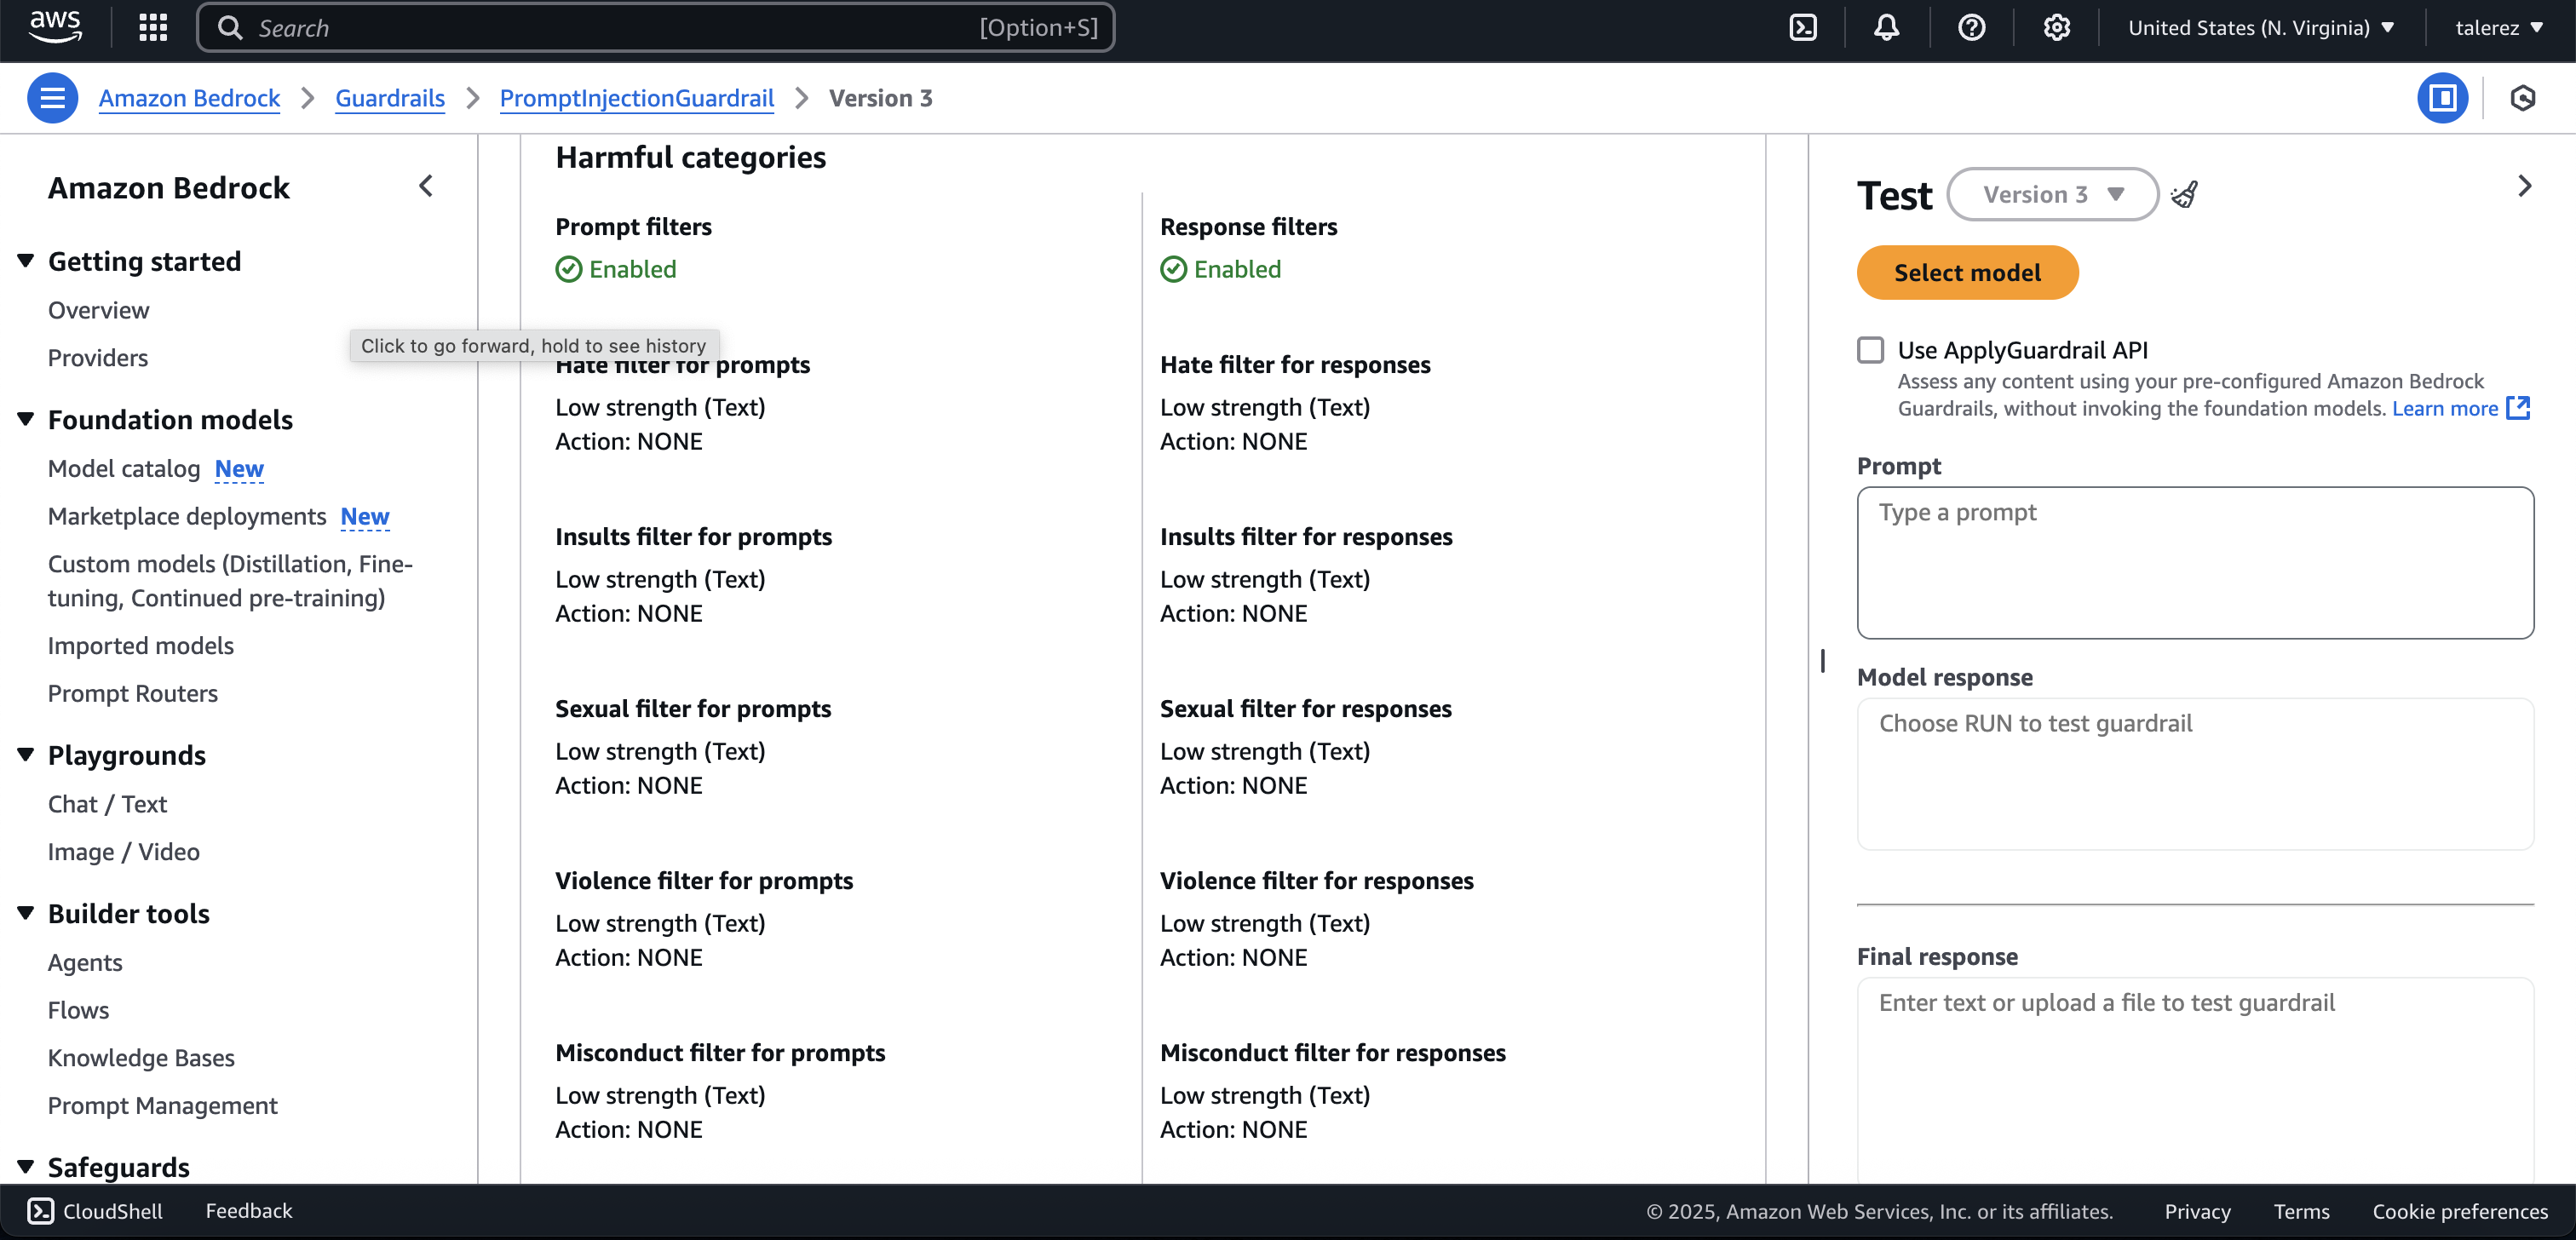 aws
Search
[Option+S]
United States (N. Virginia)
talerez
Amazon Bedrock
Guardrails
PromptInjectionGuardrail
Version 3
Amazon Bedrock
Getting started
Overview
Providers
Foundation models
Model catalog New
Marketplace deployments New
Custom models (Distillation, Fine-
tuning, Continued pre-training)
Imported models
Prompt Routers
Playgrounds
Chat / Text
Image / Video
Builder tools
Agents
Flows
Knowledge Bases
Prompt Management
Safeguards
Click to go forward, hold to see history
Harmful categories
Prompt filters
Enabled
Hate filter for prompts
Low strength (Text)
Action: NONE
Insults filter for prompts
Low strength (Text)
Action: NONE
Sexual filter for prompts
Low strength (Text)
Action: NONE
Violence filter for prompts
Low strength (Text)
Action: NONE
Misconduct filter for prompts
Low strength (Text)
Action: NONE
Response filters
Enabled
Hate filter for responses
Low strength (Text)
Action: NONE
Insults filter for responses
Low strength (Text)
Action: NONE
Sexual filter for responses
Low strength (Text)
Action: NONE
Violence filter for responses
Low strength (Text)
Action: NONE
Misconduct filter for responses
Low strength (Text)
Action: NONE
Test
Version 3
Select model
Use ApplyGuardrail API
Assess any content using your pre-configured Amazon Bedrock
Guardrails, without invoking the foundation models. Learn more
Prompt
Type a prompt
Model response
Choose RUN to test guardrail
Final response
Enter text or upload a file to test guardrail
CloudShell
Feedback
© 2025, Amazon Web Services, Inc. or its affiliates.
Privacy
Terms
Cookie preferences